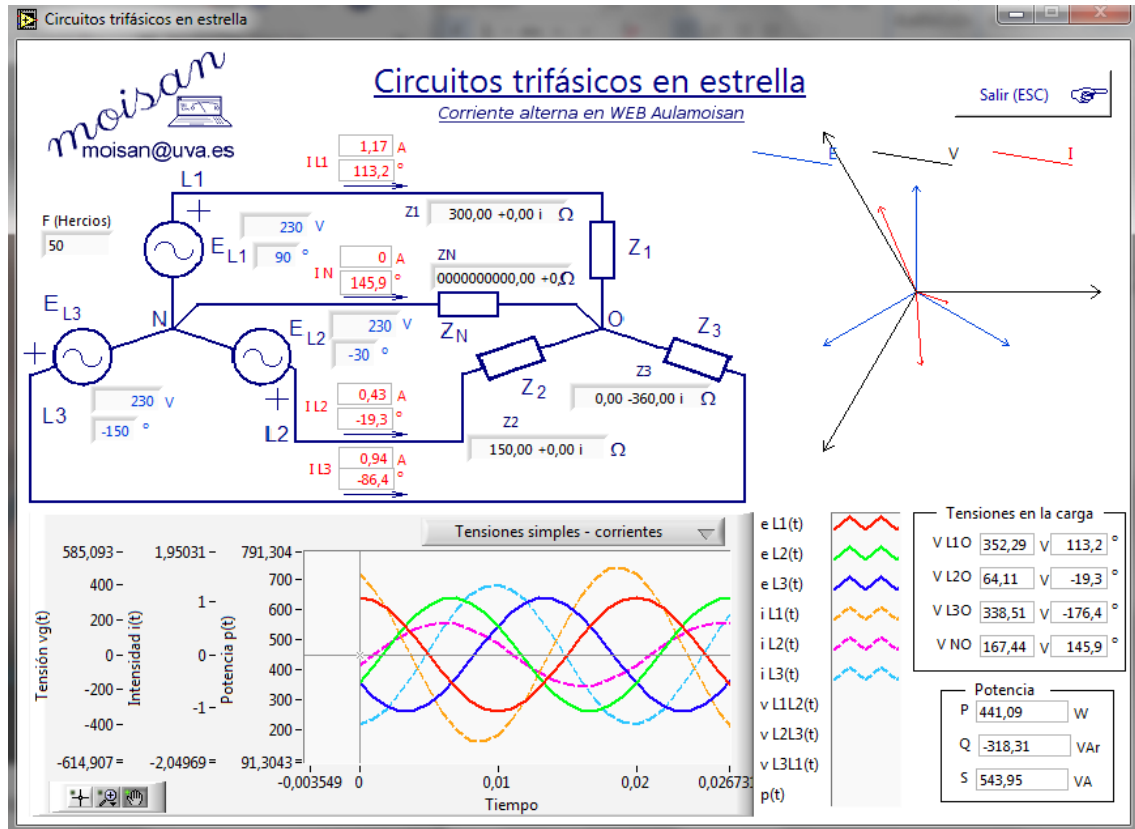 Circuitos trifásicos en estrella
moisan
moisan@uva.es
Circuitos trifásicos en estrella
Corriente alterna en WEB Aulamoisan
Salir (ESC)
E V I
F (Hercios)
50
L1
+
E L1
230 V
90 °
I L1
1,17 A
113,2 °
Z1
300,00 +0,00 i Ω
Z1
I N
0 A
145,9 °
ZN
0000000000,00 +0, Ω
ZN
N
O
E L3
+
L3
230 V
-150 °
E L2
230 V
-30 °
+
L2
I L2
0,43 A
-19,3 °
Z2
Z2
150,00 +0,00 i Ω
Z3
Z3
0,00 -360,00 i Ω
I L3
0,94 A
-86,4 °
Tensiones simples - corrientes
Tensión vg(t)
585,093
400
200
0
-200
-400
-614,907
Intensidad i(t)
1,95031
1
0
-1
-2,04969
Potencia p(t)
791,304
700
600
500
400
300
200
91,3043
-0,003549 0 0,01 0,02 0,02673
Tiempo
e L1(t)
e L2(t)
e L3(t)
i L1(t)
i L2(t)
i L3(t)
v L1L2(t)
v L2L3(t)
v L3L1(t)
p(t)
Tensiones en la carga
V L1O 352,29 V 113,2 °
V L2O 64,11 V -19,3 °
V L3O 338,51 V -176,4 °
V NO 167,44 V 145,9 °
Potencia
P 441,09 W
Q -318,31 VAr
S 543,95 VA